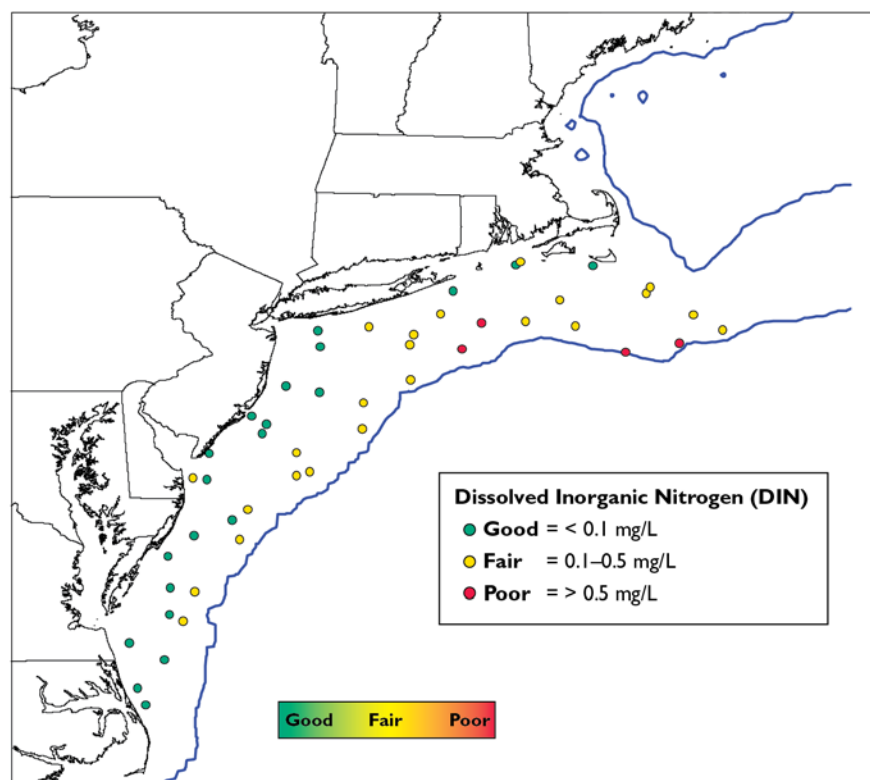 Dissolved Inorganic Nitrogen (DIN)
Good = < 0.1 mg/L
Fair = 0.1–0.5 mg/L
Poor = > 0.5 mg/L
Good Fair Poor